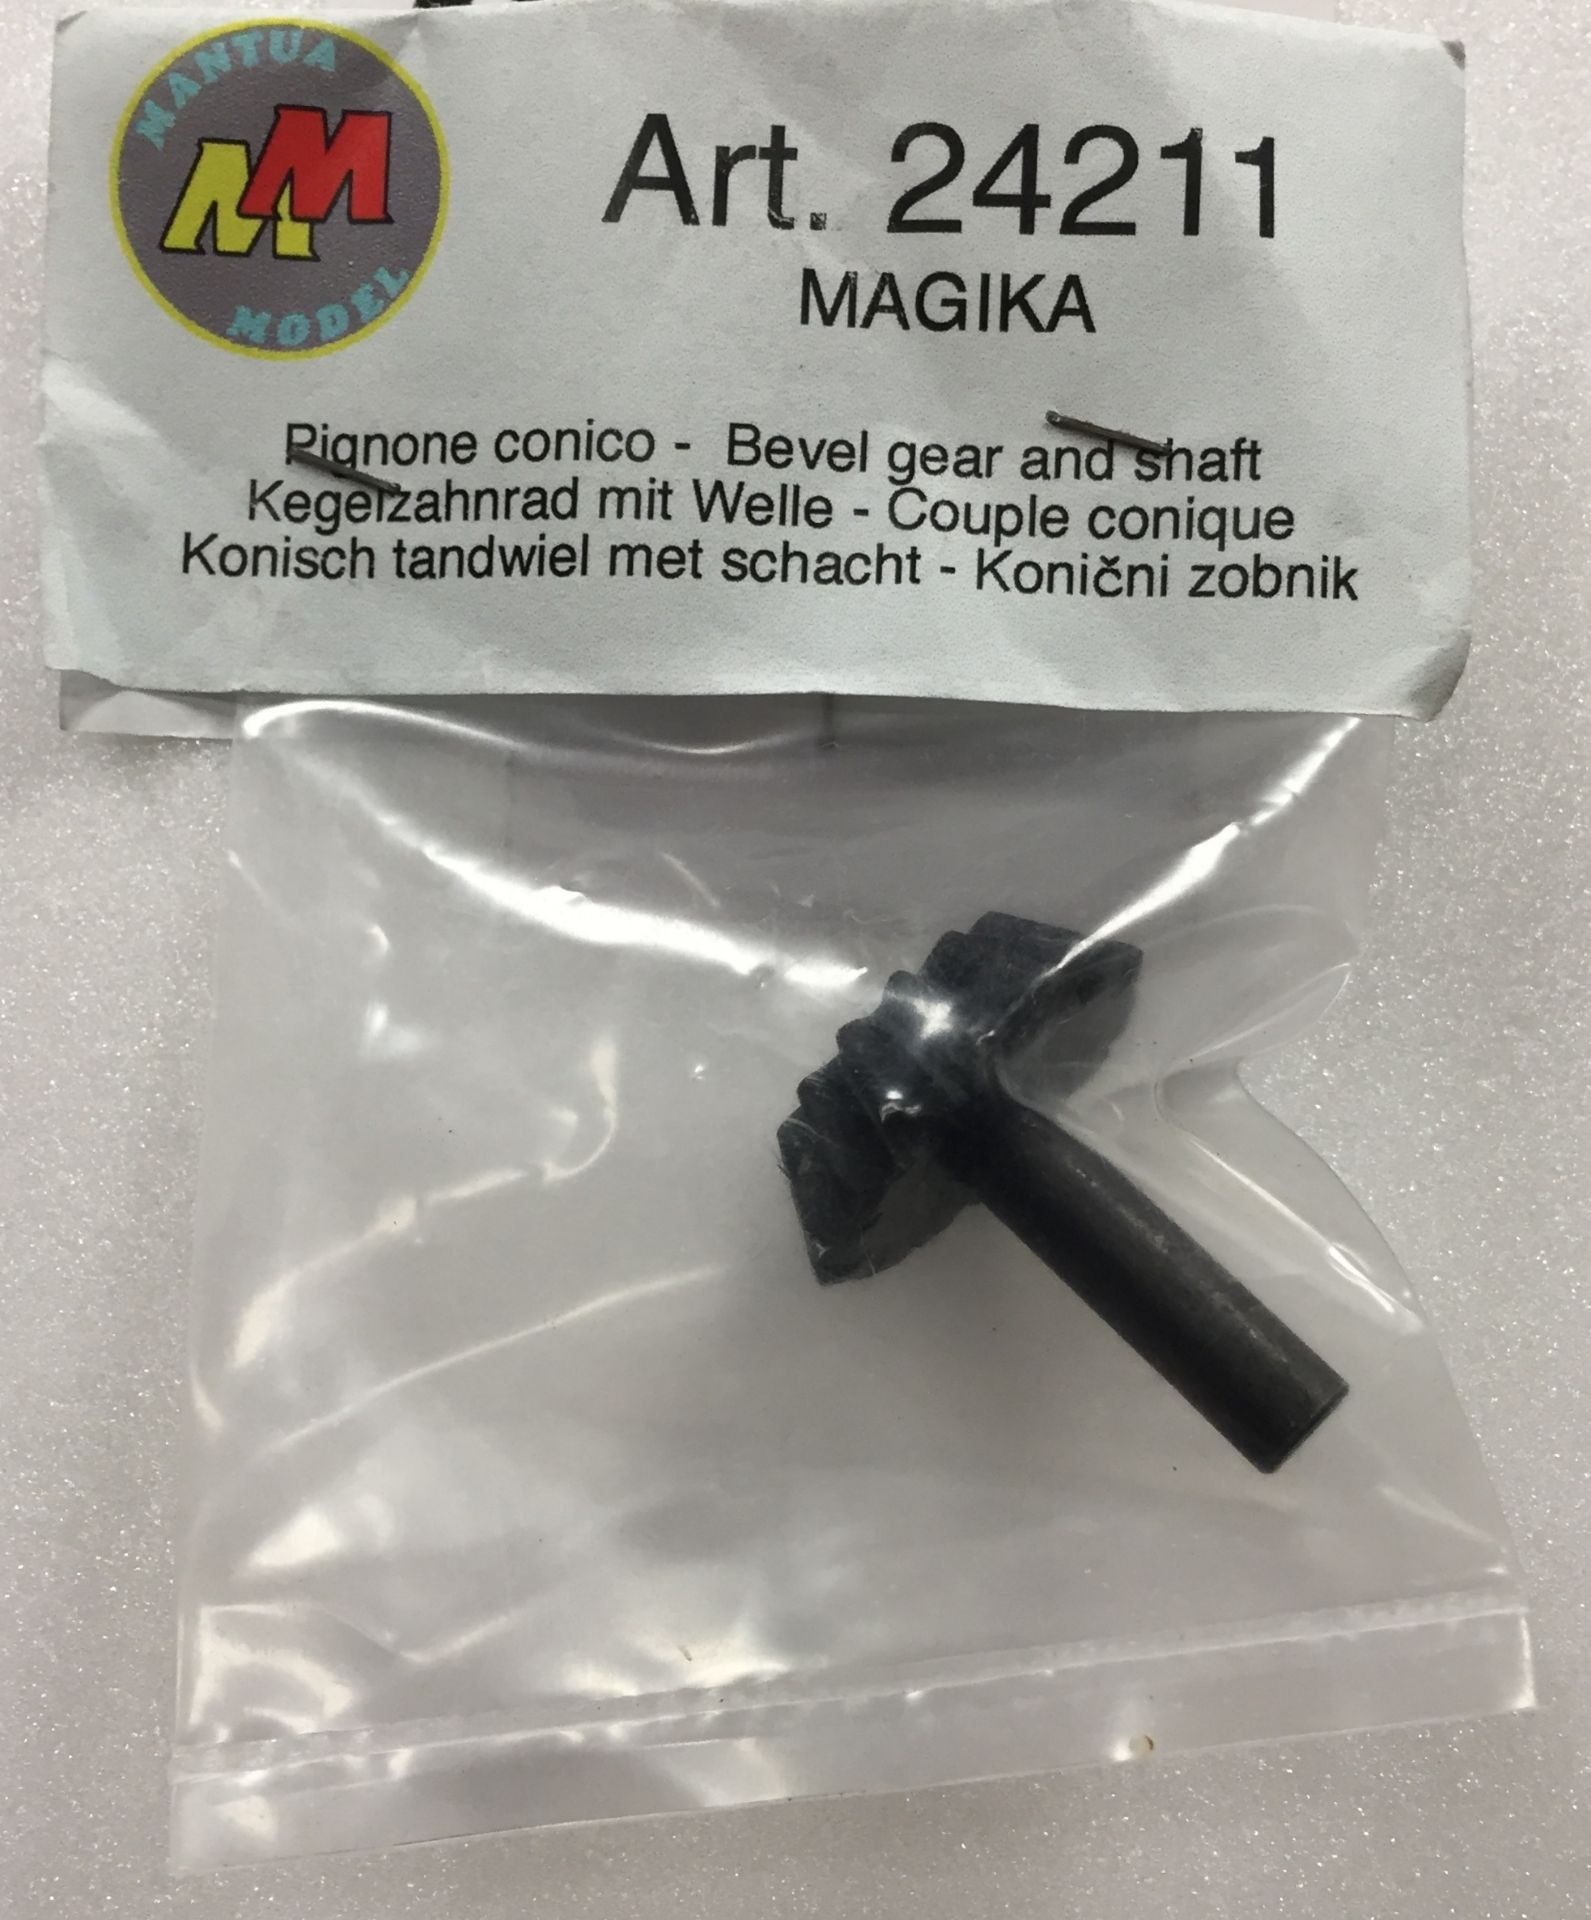 MANTUA
MM
MODEL
Art. 24211
MAGIKA
Pignone conico - Bevel gear and shaft
Kegelzahnrad mit Welle - Couple conique
Konisch tandwiel met schacht - Konični zobnik